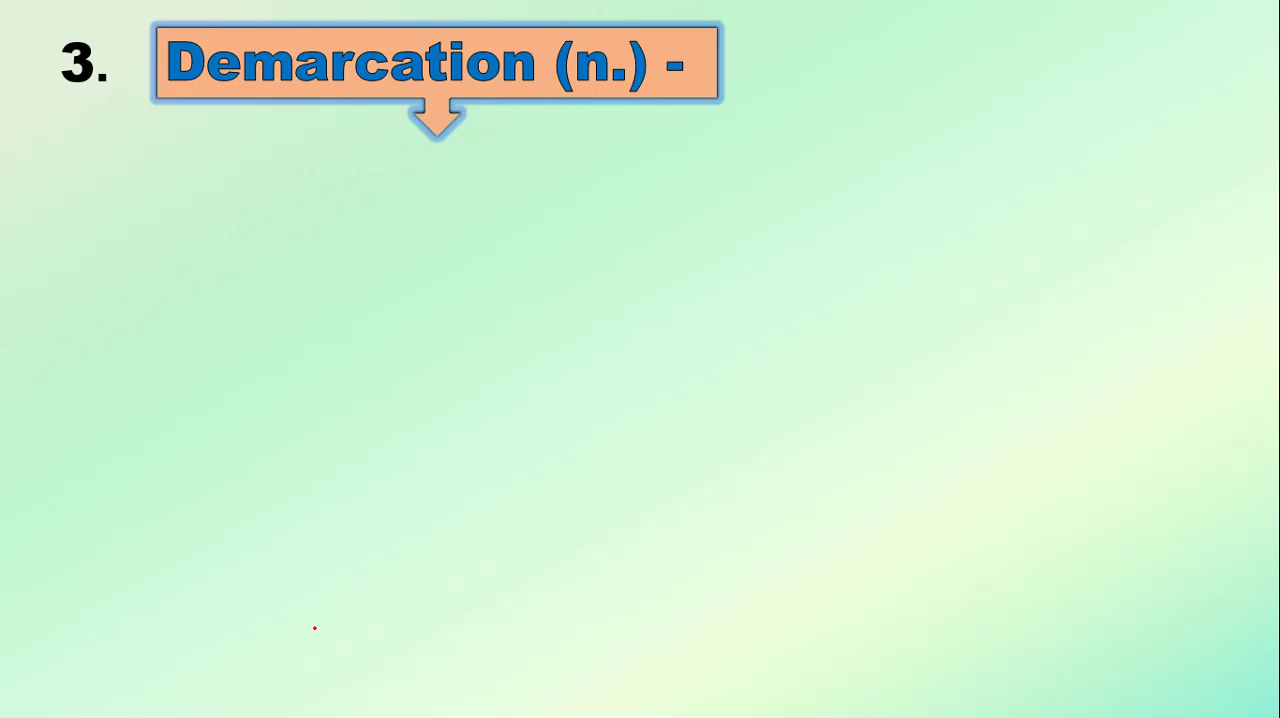 3. Demarcation (n.) -